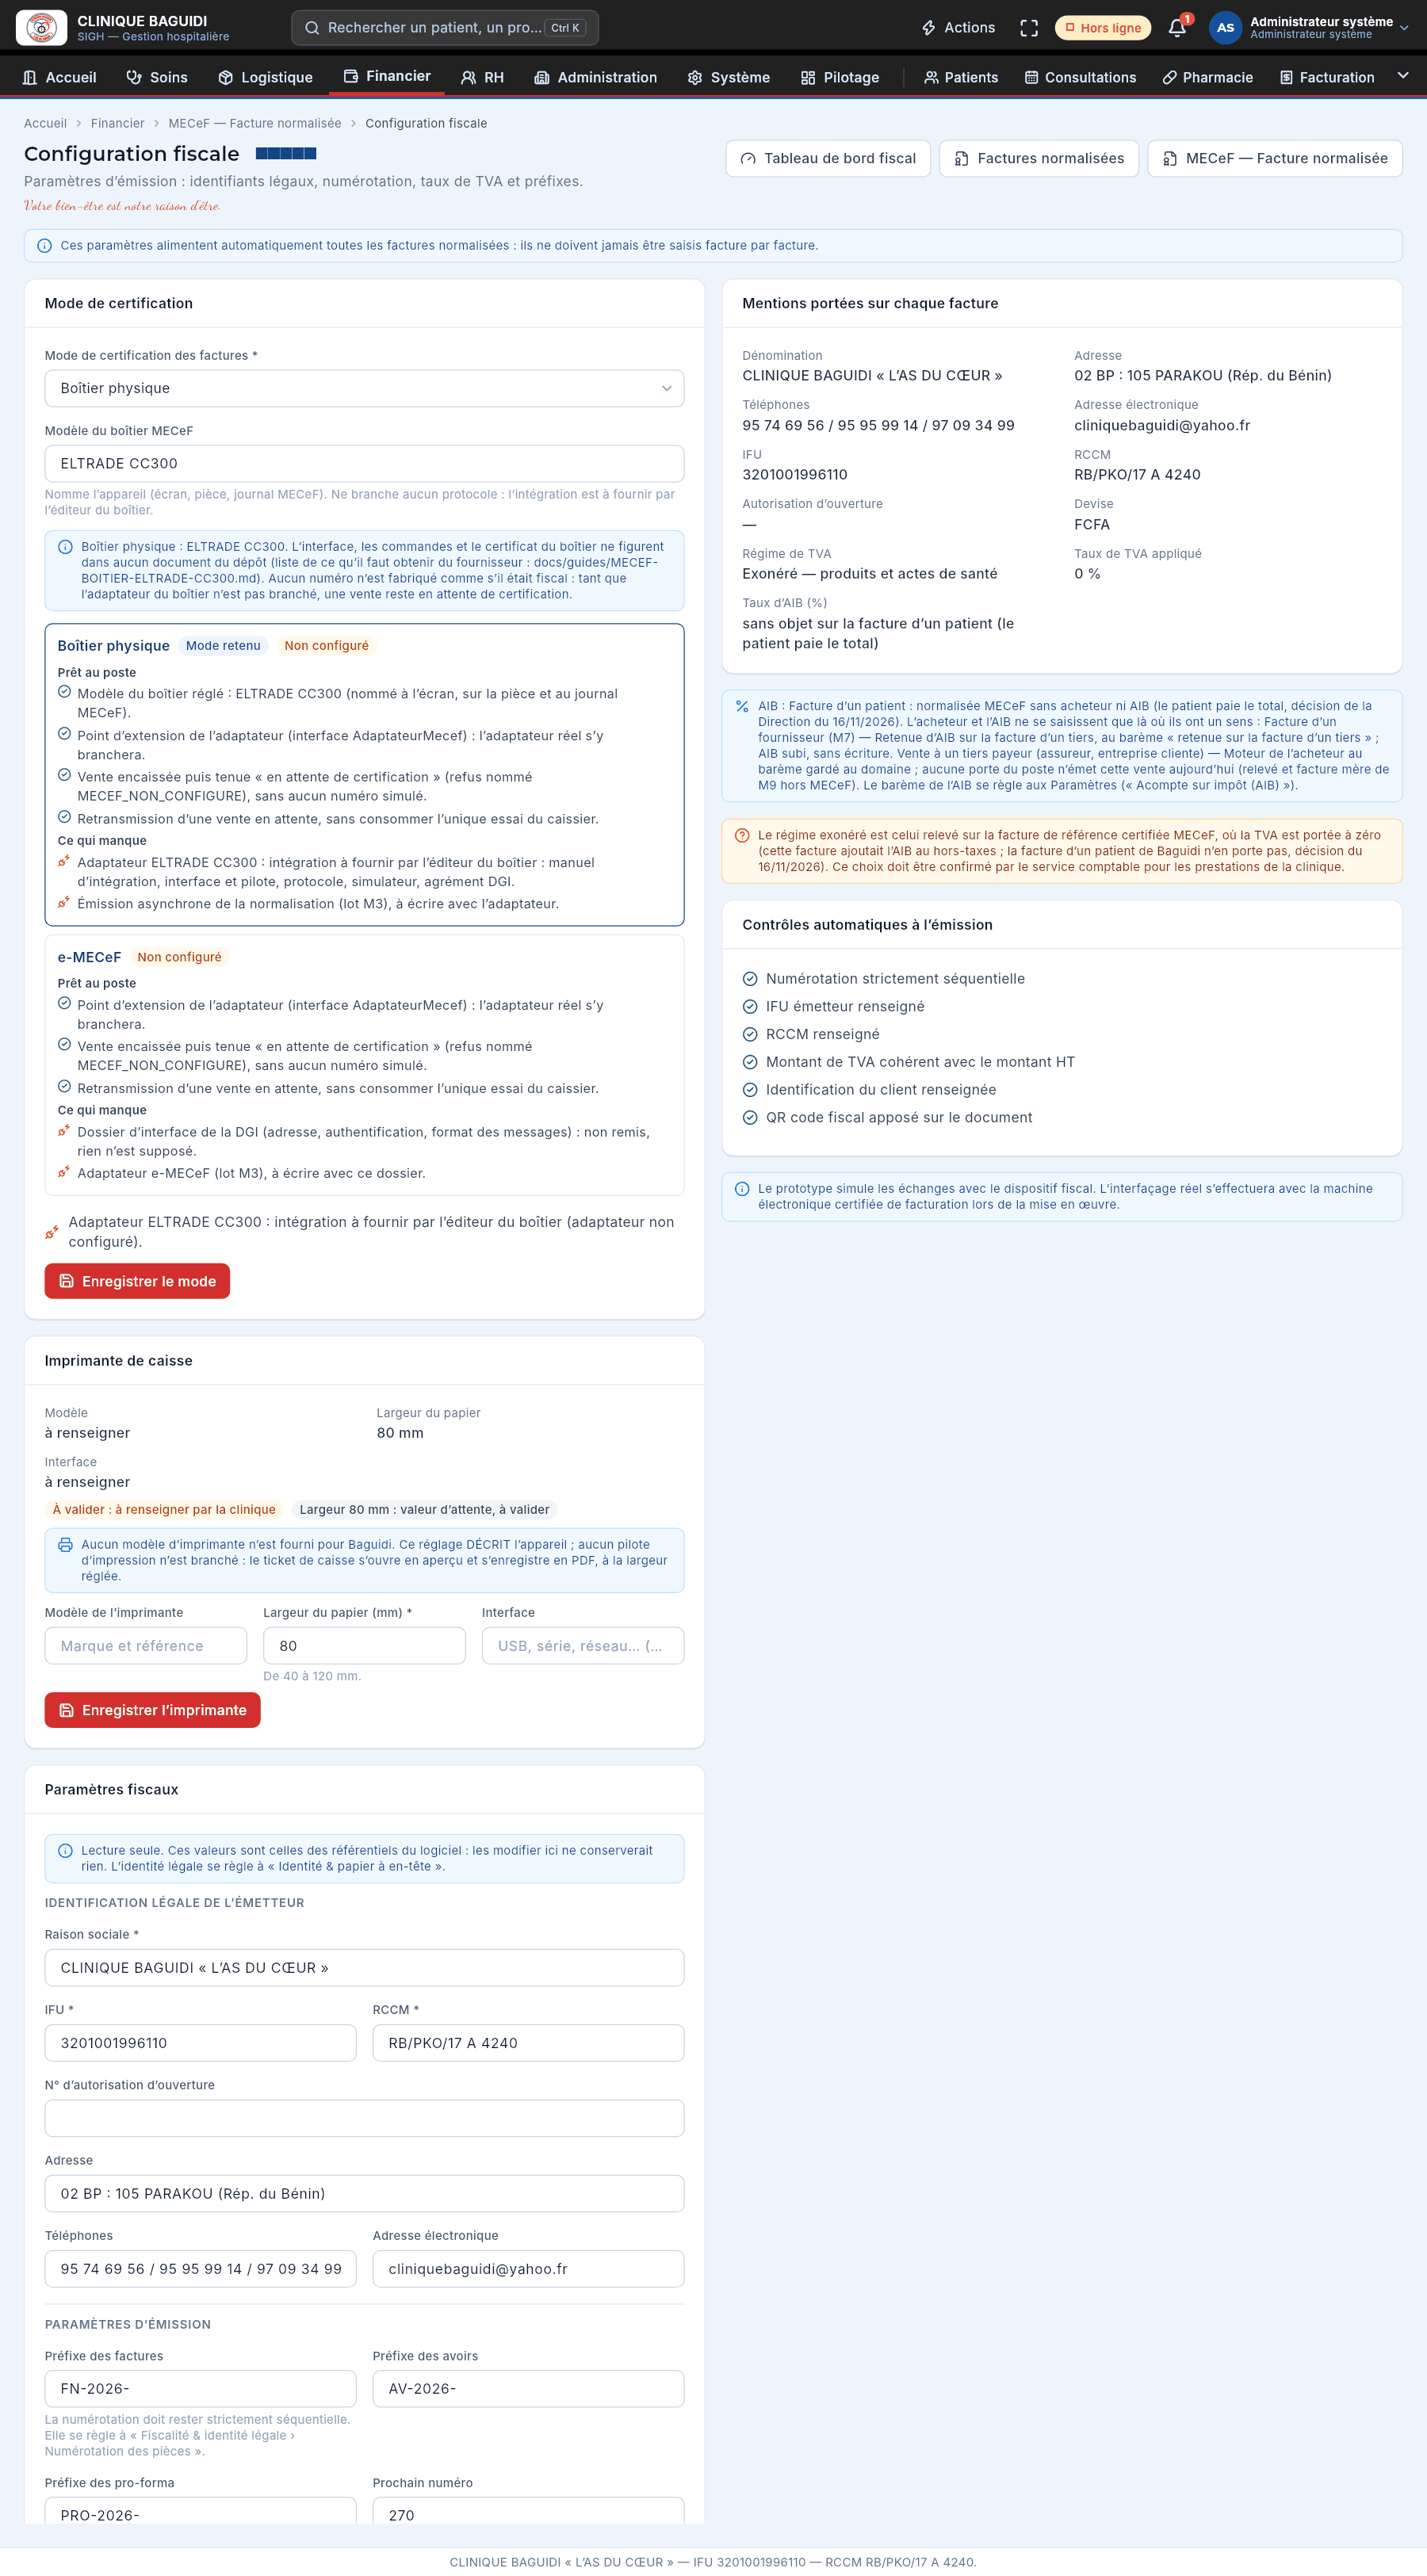 CLINIQUE BAGUIDI
SIGH — Gestion hospitalière
Rechercher un patient, un pro...
Ctrl K
Actions
Hors ligne
1
AS
Administrateur système
Administrateur système
Accueil
Soins
Logistique
Financier
RH
Administration
Système
Pilotage
Patients
Consultations
Pharmacie
Facturation
Accueil > Financier > MECeF — Facture normalisée > Configuration fiscale
Configuration fiscale
Paramètres d’émission : identifiants légaux, numérotation, taux de TVA et préfixes.
Votre bien-être est notre raison d'être.
Tableau de bord fiscal
Factures normalisées
MECeF — Facture normalisée
Ces paramètres alimentent automatiquement toutes les factures normalisées : ils ne doivent jamais être saisis facture par facture.
Mode de certification
Mode de certification des factures *
Boîtier physique
Modèle du boîtier MECeF
ELTRADE CC300
Nomme l’appareil (écran, pièce, journal MECeF). Ne branche aucun protocole : l’intégration est à fournir par
l’éditeur du boîtier.
Boîtier physique : ELTRADE CC300. L’interface, les commandes et le certificat du boîtier ne figurent
dans aucun document du dépôt (liste de ce qu’il faut obtenir du fournisseur : docs/guides/MECEF-
BOITIER-ELTRADE-CC300.md). Aucun numéro n’est fabriqué comme s’il était fiscal : tant que
l’adaptateur du boîtier n’est pas branché, une vente reste en attente de certification.
Boîtier physique
Mode retenu
Non configuré
Prêt au poste
Modèle du boîtier réglé : ELTRADE CC300 (nommé à l’écran, sur la pièce et au journal
MECeF).
Point d’extension de l’adaptateur (interface AdaptateurMecef) : l’adaptateur réel s’y
branchera.
Vente encaissée puis tenue « en attente de certification » (refus nommé
MECEF_NON_CONFIGURE), sans aucun numéro simulé.
Retransmission d’une vente en attente, sans consommer l’unique essai du caissier.
Ce qui manque
Adaptateur ELTRADE CC300 : intégration à fournir par l’éditeur du boîtier : manuel
d’intégration, interface et pilote, protocole, simulateur, agrément DGI.
Émission asynchrone de la normalisation (lot M3), à écrire avec l’adaptateur.
e-MECeF
Non configuré
Prêt au poste
Point d’extension de l’adaptateur (interface AdaptateurMecef) : l’adaptateur réel s’y
branchera.
Vente encaissée puis tenue « en attente de certification » (refus nommé
MECEF_NON_CONFIGURE), sans aucun numéro simulé.
Retransmission d’une vente en attente, sans consommer l’unique essai du caissier.
Ce qui manque
Dossier d’interface de la DGI (adresse, authentification, format des messages) : non remis,
rien n’est supposé.
Adaptateur e-MECeF (lot M3), à écrire avec ce dossier.
Adaptateur ELTRADE CC300 : intégration à fournir par l’éditeur du boîtier (adaptateur non
configuré).
Enregistrer le mode
Imprimante de caisse
Modèle
à renseigner
Largeur du papier
80 mm
Interface
à renseigner
À valider : à renseigner par la clinique
Largeur 80 mm : valeur d’attente, à valider
Aucun modèle d’imprimante n’est fourni pour Baguidi. Ce réglage DÉCRIT l’appareil ; aucun pilote
d’impression n’est branché : le ticket de caisse s’ouvre en aperçu et s’enregistre en PDF, à la largeur
réglée.
Modèle de l’imprimante
Marque et référence
Largeur du papier (mm) *
80
De 40 à 120 mm.
Interface
USB, série, réseau… (...
Enregistrer l’imprimante
Paramètres fiscaux
Lecture seule. Ces valeurs sont celles des référentiels du logiciel : les modifier ici ne conserverait
rien. L’identité légale se règle à « Identité & papier à en-tête ».
IDENTIFICATION LÉGALE DE L’ÉMETTEUR
Raison sociale *
CLINIQUE BAGUIDI « L’AS DU CŒUR »
IFU *
3201001996110
RCCM *
RB/PKO/17 A 4240
N° d’autorisation d’ouverture
Adresse
02 BP : 105 PARAKOU (Rép. du Bénin)
Téléphones
95 74 69 56 / 95 95 99 14 / 97 09 34 99
Adresse électronique
cliniquebaguidi@yahoo.fr
PARAMÈTRES D’ÉMISSION
Préfixe des factures
FN-2026-
Préfixe des avoirs
AV-2026-
La numérotation doit rester strictement séquentielle.
Elle se règle à « Fiscalité & identité légale ›
Numérotation des pièces ».
Préfixe des pro-forma
PRO-2026-
Prochain numéro
270
Mentions portées sur chaque facture
Dénomination
CLINIQUE BAGUIDI « L’AS DU CŒUR »
Adresse
02 BP : 105 PARAKOU (Rép. du Bénin)
Téléphones
95 74 69 56 / 95 95 99 14 / 97 09 34 99
Adresse électronique
cliniquebaguidi@yahoo.fr
IFU
3201001996110
RCCM
RB/PKO/17 A 4240
Autorisation d’ouverture
—
Devise
FCFA
Régime de TVA
Exonéré — produits et actes de santé
Taux de TVA appliqué
0 %
Taux d’AIB (%)
sans objet sur la facture d’un patient (le
patient paie le total)
AIB : Facture d’un patient : normalisée MECeF sans acheteur ni AIB (le patient paie le total, décision de la
Direction du 16/11/2026). L’acheteur et l’AIB ne se saisissent que là où ils ont un sens : Facture d’un
fournisseur (M7) — Retenue d’AIB sur la facture d’un tiers, au barème « retenue sur la facture d’un tiers » ;
AIB subi, sans écriture. Vente à un tiers payeur (assureur, entreprise cliente) — Moteur de l’acheteur au
barème gardé au domaine ; aucune porte du poste n’émet cette vente aujourd’hui (relevé et facture mère de
M9 hors MECeF). Le barème de l’AIB se règle aux Paramètres (« Acompte sur impôt (AIB) »).
Le régime exonéré est celui relevé sur la facture de référence certifiée MECeF, où la TVA est portée à zéro
(cette facture ajoutait l’AIB au hors-taxes ; la facture d’un patient de Baguidi n’en porte pas, décision du
16/11/2026). Ce choix doit être confirmé par le service comptable pour les prestations de la clinique.
Contrôles automatiques à l’émission
Numérotation strictement séquentielle
IFU émetteur renseigné
RCCM renseigné
Montant de TVA cohérent avec le montant HT
Identification du client renseignée
QR code fiscal apposé sur le document
Le prototype simule les échanges avec le dispositif fiscal. L’interfaçage réel s’effectuera avec la machine
électronique certifiée de facturation lors de la mise en œuvre.
CLINIQUE BAGUIDI « L’AS DU CŒUR » — IFU 3201001996110 — RCCM RB/PKO/17 A 4240.